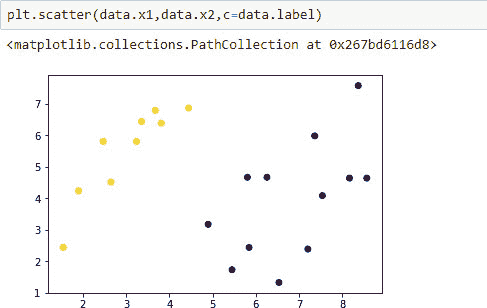 plt.scatter(data.x1,data.x2,c=data.label)
<matplotlib.collections.PathCollection at 0x267bd6116d8>
7
6
5
4
3
2
1
2 3 4 5 6 7 8